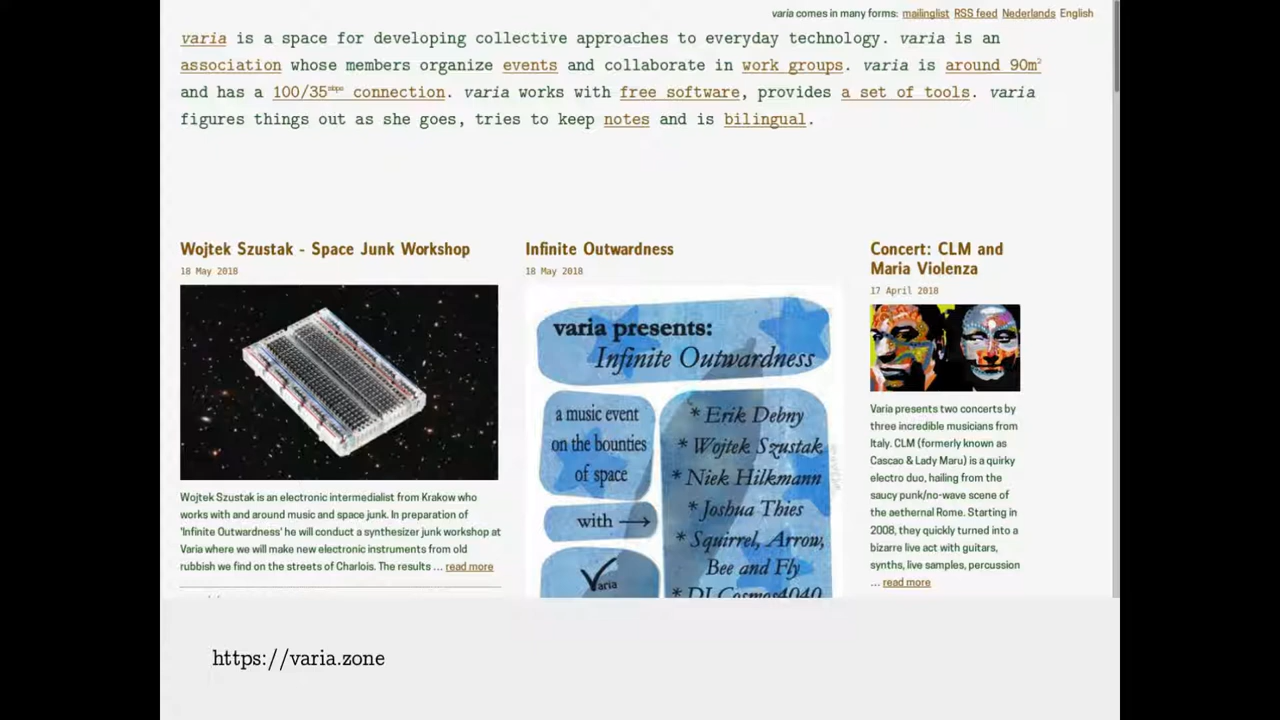 varia comes in many forms: mailinglist RSS feed Nederlands English
varia is a space for developing collective approaches to everyday technology. varia is an
association whose members organize events and collaborate in work groups. varia is around 90m²
and has a 100/35mbps connection. varia works with free software, provides a set of tools. varia
figures things out as she goes, tries to keep notes and is bilingual.
Wojtek Szustak - Space Junk Workshop
18 May 2018
Wojtek Szustak is an electronic intermedialist from Krakow who
works with and around music and space junk. In preparation of
'Infinite Outwardness' he will conduct a synthesizer junk workshop at
Varia where we will make new electronic instruments from old
rubbish we find on the streets of Charlois. The results ... read more
Infinite Outwardness
18 May 2018
varia presents:
Infinite Outwardness
a music event
on the bounties
of space
with →
Varia
* Erik Debny
* Wojtek Szustak
* Niek Hilkmann
* Joshua Thies
* Squirrel, Arrow,
Bee and Fly
* DJ Cosmos4040
Concert: CLM and
Maria Violenza
17 April 2018
Varia presents two concerts by
three incredible musicians from
Italy. CLM (formerly known as
Cascao & Lady Maru) is a quirky
electro duo, hailing from the
saucy punk/no-wave scene of
the aethernal Rome. Starting in
2008, they quickly turned into a
bizarre live act with guitars,
synths, live samples, percussion
... read more
https://varia.zone